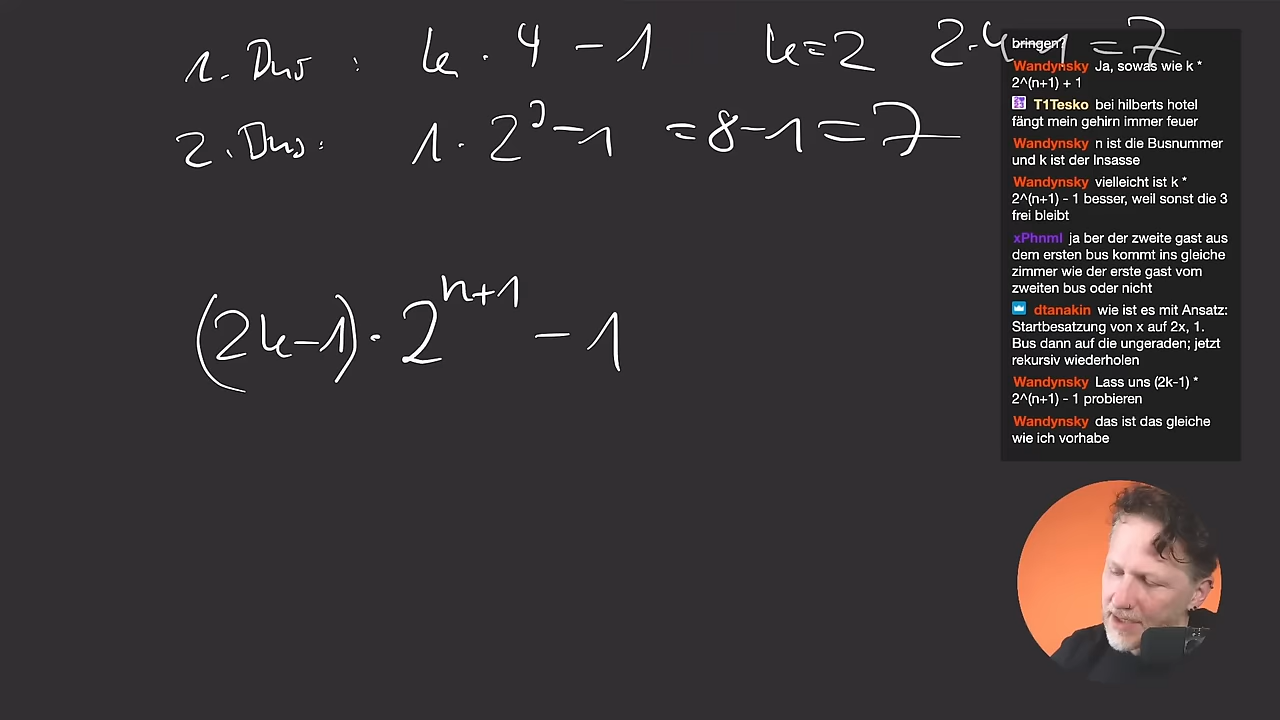 1. Bus : k · 4 – 1 k=2 2·4-1 = 7
2. Bus: 1 · 2³ – 1 = 8-1 = 7
(2k-1) · 2^(n+1) – 1
bringen?
Wandynsky Ja, sowas wie k *
2^(n+1) + 1
T1Tesko bei hilberts hotel
fängt mein gehirn immer feuer
Wandynsky n ist die Busnummer
und k ist der Insasse
Wandynsky vielleicht ist k *
2^(n+1) - 1 besser, weil sonst die 3
frei bleibt
xPhnml ja ber der zweite gast aus
dem ersten bus kommt ins gleiche
zimmer wie der erste gast vom
zweiten bus oder nicht
dtanakin wie ist es mit Ansatz:
Startbesatzung von x auf 2x, 1.
Bus dann auf die ungeraden; jetzt
rekursiv wiederholen
Wandynsky Lass uns (2k-1) *
2^(n+1) - 1 probieren
Wandynsky das ist das gleiche
wie ich vorhabe